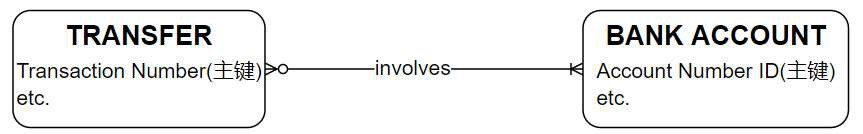 TRANSFER
Transaction Number(主键)
etc.
involves
BANK ACCOUNT
Account Number ID(主键)
etc.